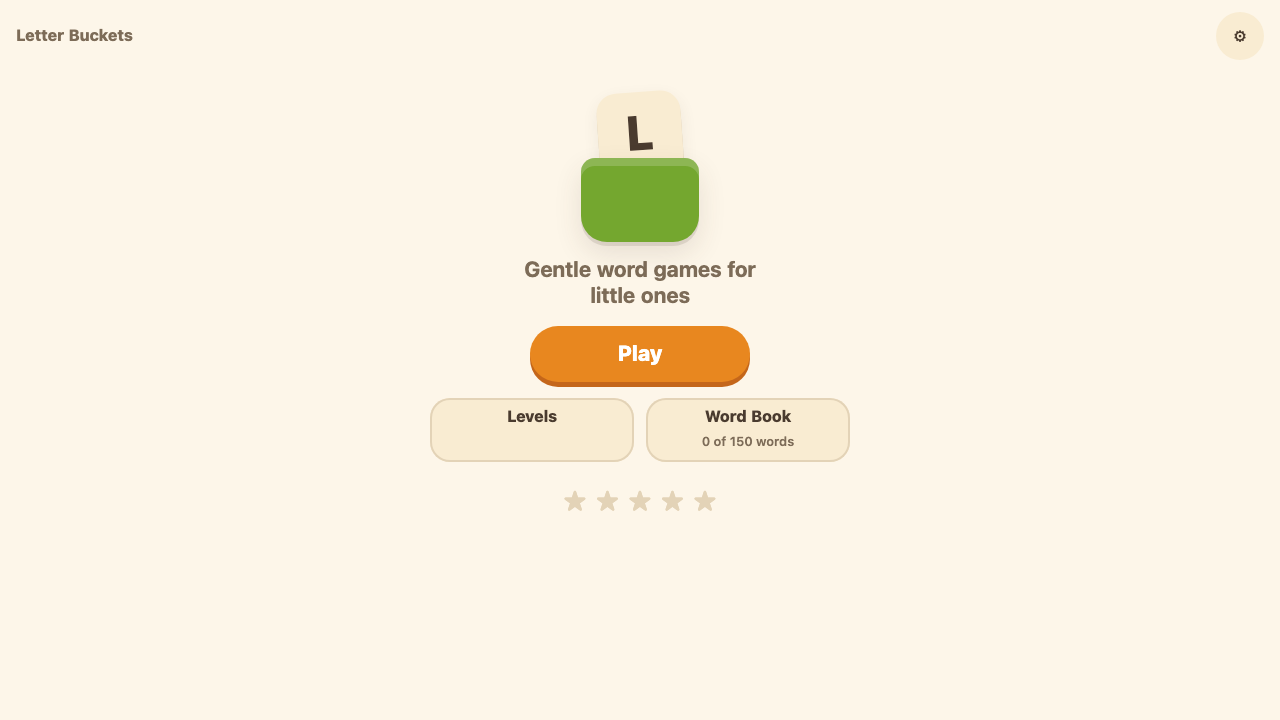 Letter Buckets
L
Gentle word games for
little ones
Play
Levels
Word Book
0 of 150 words